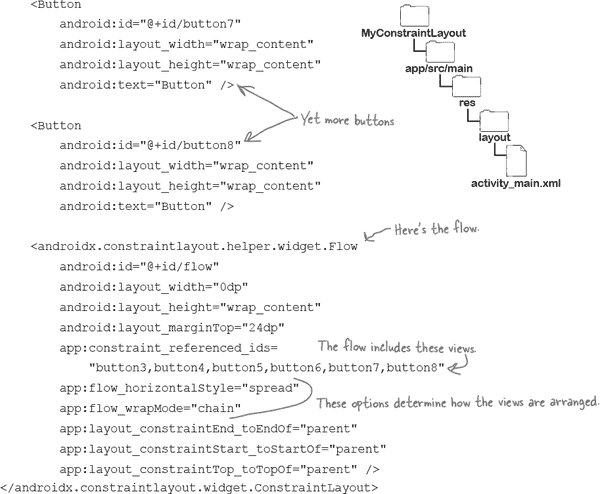 <Button
android:id="@+id/button7"
android:layout_width="wrap_content"
android:layout_height="wrap_content"
android:text="Button" />
Yet more buttons
<Button
android:id="@+id/button8"
android:layout_width="wrap_content"
android:layout_height="wrap_content"
android:text="Button" />
MyConstraintLayout
app/src/main
res
layout
activity_main.xml
Here's the flow.
<androidx.constraintlayout.helper.widget.Flow
android:id="@+id/flow"
android:layout_width="0dp"
android:layout_height="wrap_content"
android:layout_marginTop="24dp"
app:constraint_referenced_ids=
The flow includes these views.
"button3,button4,button5,button6,button7,button8"
app:flow_horizontalStyle="spread"
These options determine how the views are arranged.
app:flow_wrapMode="chain"
app:layout_constraintEnd_toEndOf="parent"
app:layout_constraintStart_toStartOf="parent"
app:layout_constraintTop_toTopOf="parent" />
</androidx.constraintlayout.widget.ConstraintLayout>